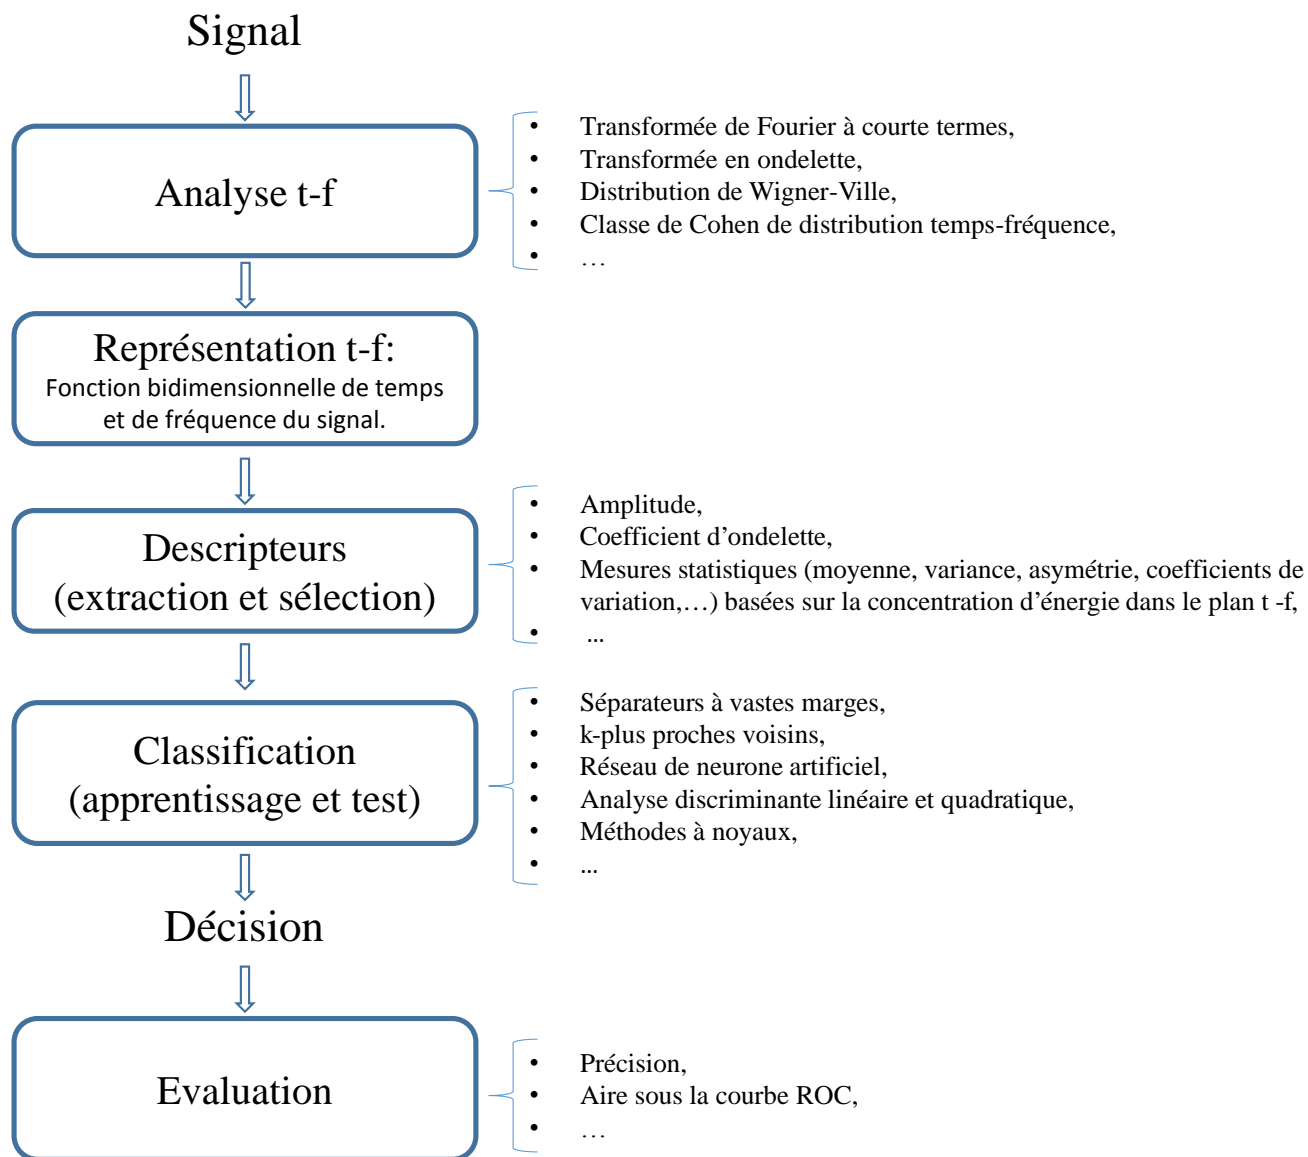 Signal
Analyse t-f
• Transformée de Fourier à courte termes,
• Transformée en ondelette,
• Distribution de Wigner-Ville,
• Classe de Cohen de distribution temps-fréquence,
• …
Représentation t-f:
Fonction bidimensionnelle de temps
et de fréquence du signal.
Descripteurs
(extraction et sélection)
• Amplitude,
• Coefficient d’ondelette,
• Mesures statistiques (moyenne, variance, asymétrie, coefficients de
variation,…) basées sur la concentration d’énergie dans le plan t -f,
• ...
Classification
(apprentissage et test)
• Séparateurs à vastes marges,
• k-plus proches voisins,
• Réseau de neurone artificiel,
• Analyse discriminante linéaire et quadratique,
• Méthodes à noyaux,
• ...
Décision
Evaluation
• Précision,
• Aire sous la courbe ROC,
• …